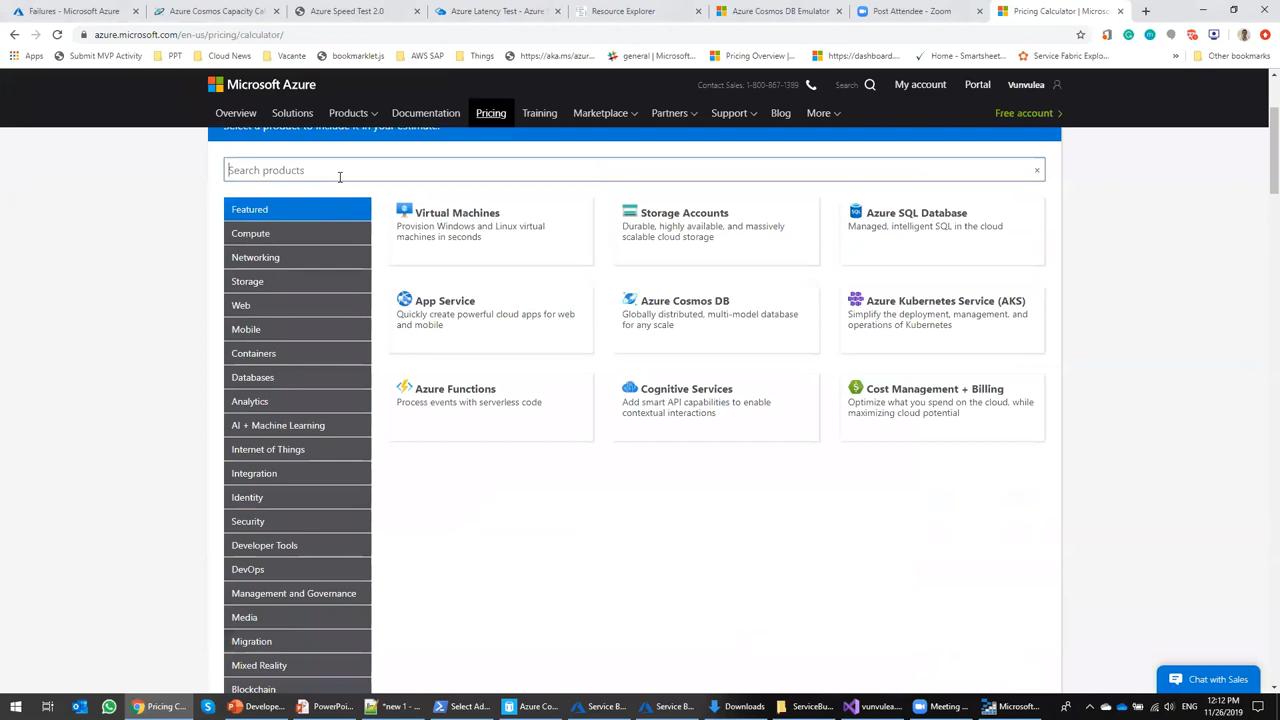 Failures - Microsoft Azure
Azure Cosmos Capacity Cal
Azure Speed Test 2.0
Azure Latency Test - Azure S
Resource Explorer
Azure Cosmos DB Emulator
Post Attendee - Zoom
Pricing Calculator | Microsoft
azure.microsoft.com/en-us/pricing/calculator/
Apps
Submit MVP Activity
PPT
Cloud News
Vacante
bookmarklet.js
AWS SAP
Things
https://aka.ms/azur...
general | Microsoft...
Pricing Overview |...
https://dashboard....
Home - Smartsheet...
Service Fabric Explo...
Other bookmarks
Microsoft Azure
Contact Sales: 1-800-867-1389
Search
My account
Portal
Vunvulea
Overview
Solutions
Products
Documentation
Pricing
Training
Marketplace
Partners
Support
Blog
More
Free account
Select a product to include it in your estimate.
Search products
Featured
Compute
Networking
Storage
Web
Mobile
Containers
Databases
Analytics
AI + Machine Learning
Internet of Things
Integration
Identity
Security
Developer Tools
DevOps
Management and Governance
Media
Migration
Mixed Reality
Blockchain
Virtual Machines
Provision Windows and Linux virtual
machines in seconds
Storage Accounts
Durable, highly available, and massively
scalable cloud storage
Azure SQL Database
Managed, intelligent SQL in the cloud
App Service
Quickly create powerful cloud apps for web
and mobile
Azure Cosmos DB
Globally distributed, multi-model database
for any scale
Azure Kubernetes Service (AKS)
Simplify the deployment, management, and
operations of Kubernetes
Azure Functions
Process events with serverless code
Cognitive Services
Add smart API capabilities to enable
contextual interactions
Cost Management + Billing
Optimize what you spend on the cloud, while
maximizing cloud potential
Chat with Sales
Pricing C...
Develope...
PowerPoi...
*new 1 - ...
Select Ad...
Azure Co...
Service B...
Service B...
Downloads
ServiceBu...
vunvulea...
Meeting ...
Microsoft...
12:12 PM
11/26/2019